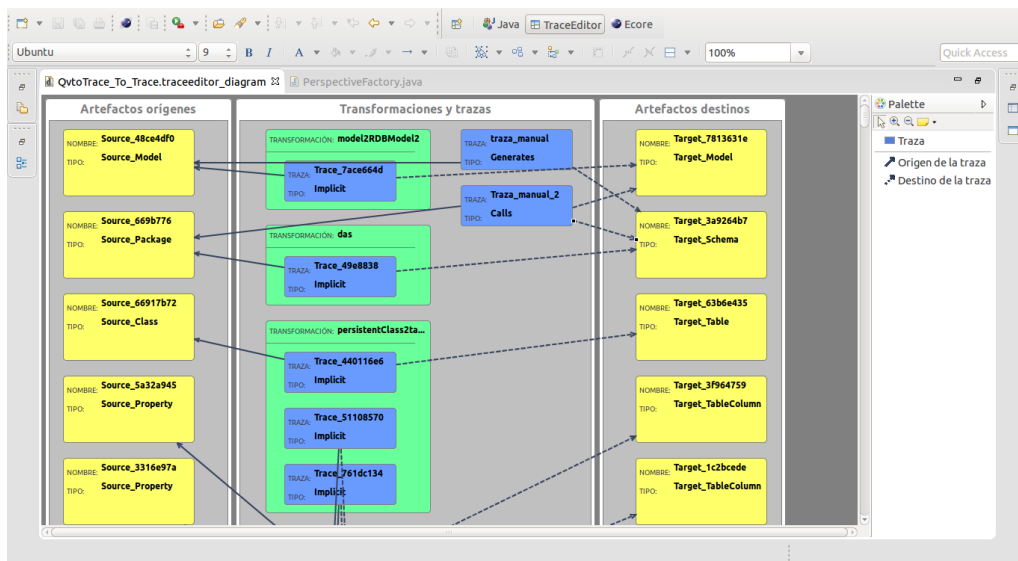 Java TraceEditor Ecore
Ubuntu 9 B I A 100% Quick Access
QvtoTrace_To_Trace.traceeditor_diagram PerspectiveFactory.java
Artefactos orígenes
NOMBRE: Source_48ce4df0
TIPO: Source_Model
NOMBRE: Source_669b776
TIPO: Source_Package
NOMBRE: Source_66917b72
TIPO: Source_Class
NOMBRE: Source_5a32a945
TIPO: Source_Property
NOMBRE: Source_3316e97a
TIPO: Source_Property
Transformaciones y trazas
TRANSFORMACIÓN: model2RDBModel2
TRAZA: Trace_7ace664d
TIPO: Implicit
TRAZA: traza_manual
TIPO: Generates
TRAZA: Traza_manual_2
TIPO: Calls
TRANSFORMACIÓN: das
TRAZA: Trace_49e8838
TIPO: Implicit
TRANSFORMACIÓN: persistentClass2ta...
TRAZA: Trace_440116e6
TIPO: Implicit
TRAZA: Trace_51108570
TIPO: Implicit
TRAZA: Trace_761dc134
TIPO: Implicit
Artefactos destinos
NOMBRE: Target_7813631e
TIPO: Target_Model
NOMBRE: Target_3a9264b7
TIPO: Target_Schema
NOMBRE: Target_63b6e435
TIPO: Target_Table
NOMBRE: Target_3f964759
TIPO: Target_TableColumn
NOMBRE: Target_1c2bcede
TIPO: Target_TableColumn
Palette
Traza
Origen de la traza
Destino de la traza